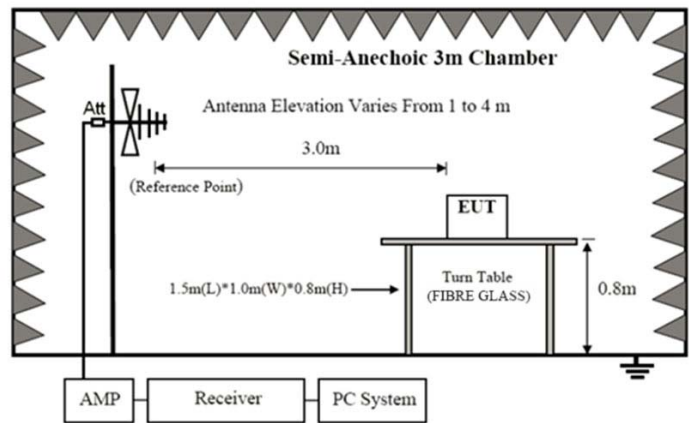 Semi-Anechoic 3m Chamber
Att
Antenna Elevation Varies From 1 to 4 m
3.0m
(Reference Point)
EUT
1.5m(L)*1.0m(W)*0.8m(H)
Turn Table
(FIBRE GLASS)
0.8m
AMP
Receiver
PC System